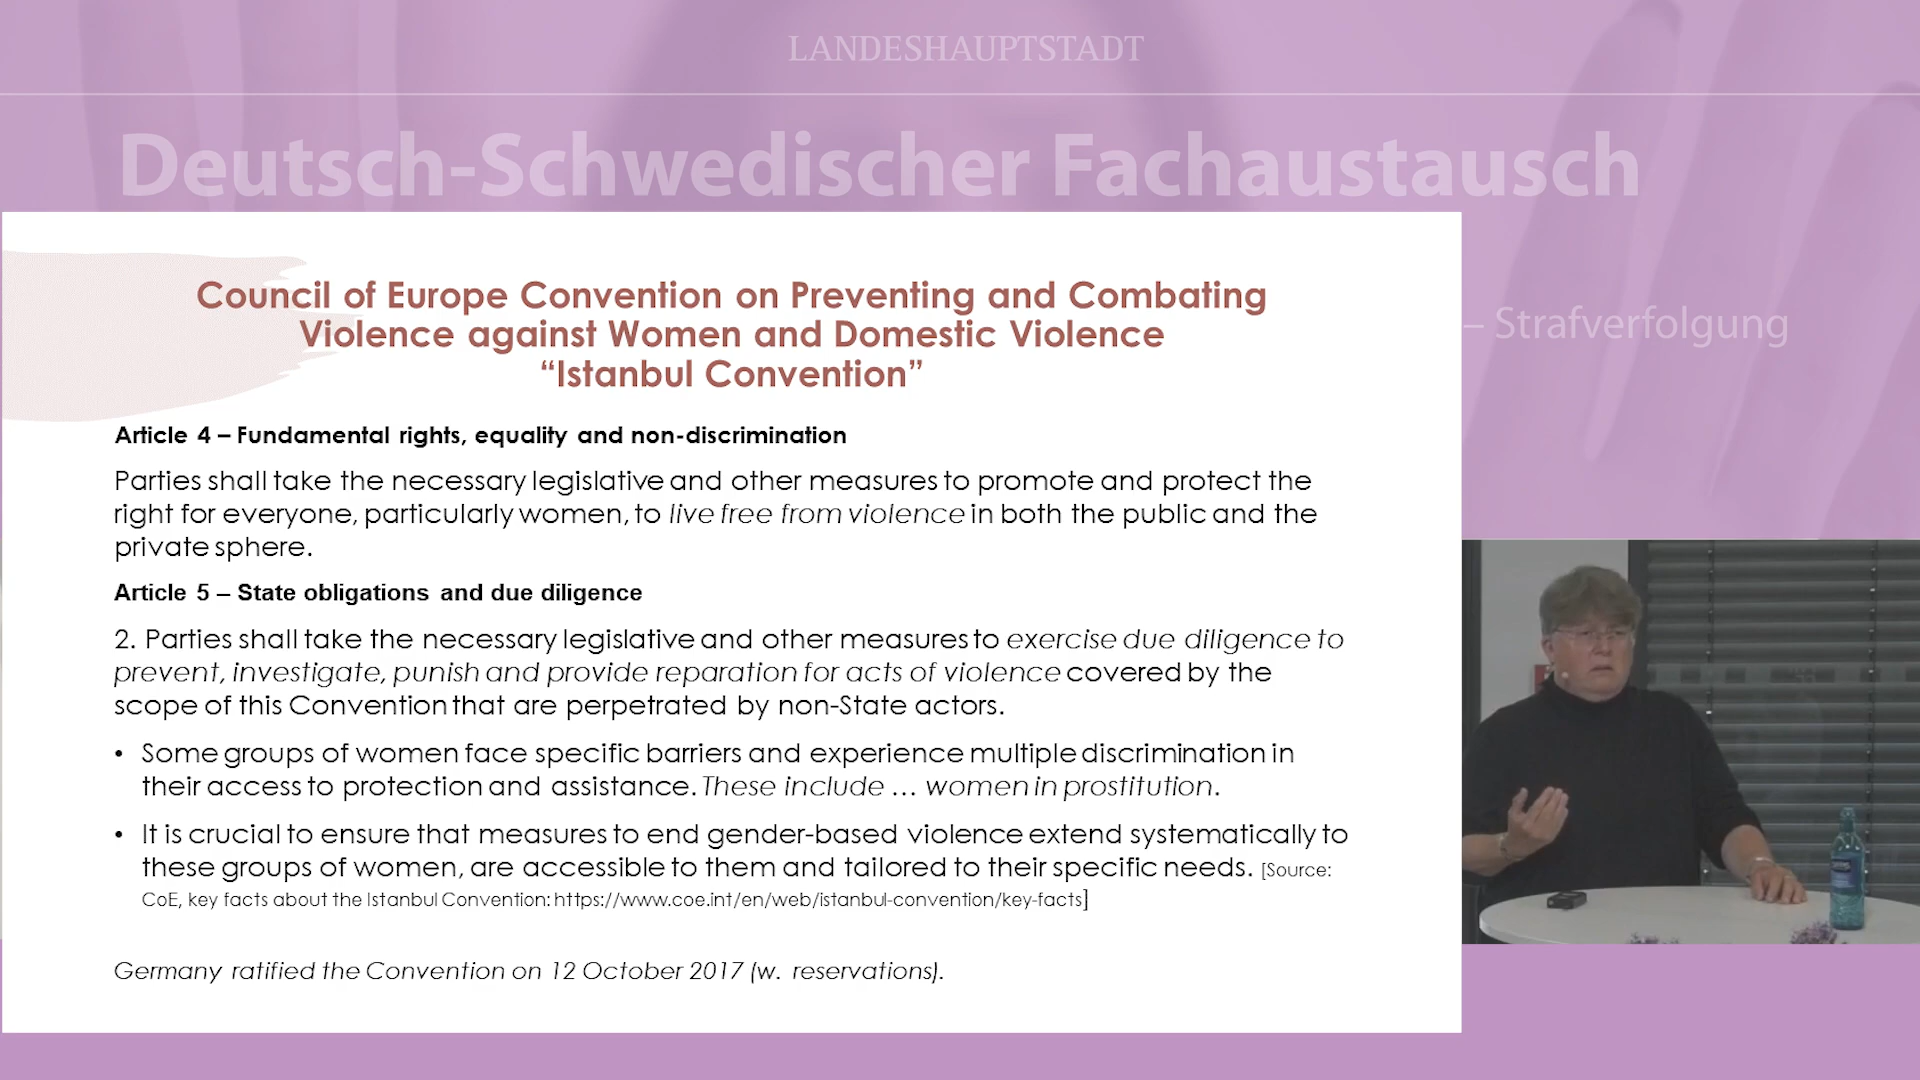 LANDESHAUPTSTADT
Deutsch-Schwedischer Fachaustausch
– Strafverfolgung
Council of Europe Convention on Preventing and Combating
Violence against Women and Domestic Violence
“Istanbul Convention”
Article 4 – Fundamental rights, equality and non-discrimination
Parties shall take the necessary legislative and other measures to promote and protect the
right for everyone, particularly women, to live free from violence in both the public and the
private sphere.
Article 5 – State obligations and due diligence
2. Parties shall take the necessary legislative and other measures to exercise due diligence to
prevent, investigate, punish and provide reparation for acts of violence covered by the
scope of this Convention that are perpetrated by non-State actors.
• Some groups of women face specific barriers and experience multiple discrimination in
their access to protection and assistance. These include … women in prostitution.
• It is crucial to ensure that measures to end gender-based violence extend systematically to
these groups of women, are accessible to them and tailored to their specific needs. [Source:
CoE, key facts about the Istanbul Convention: https://www.coe.int/en/web/istanbul-convention/key-facts]
Germany ratified the Convention on 12 October 2017 (w. reservations).